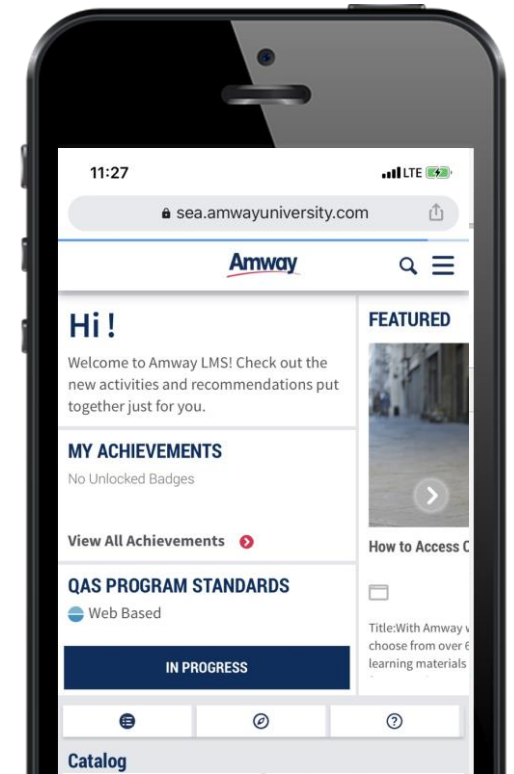 11:27
LTE
sea.amwayuniversity.com
Amway
Hi !
Welcome to Amway LMS! Check out the
new activities and recommendations put
together just for you.
MY ACHIEVEMENTS
No Unlocked Badges
View All Achievements
QAS PROGRAM STANDARDS
Web Based
IN PROGRESS
FEATURED
How to Access
Title:With Amway
choose from over
learning materials
Catalog